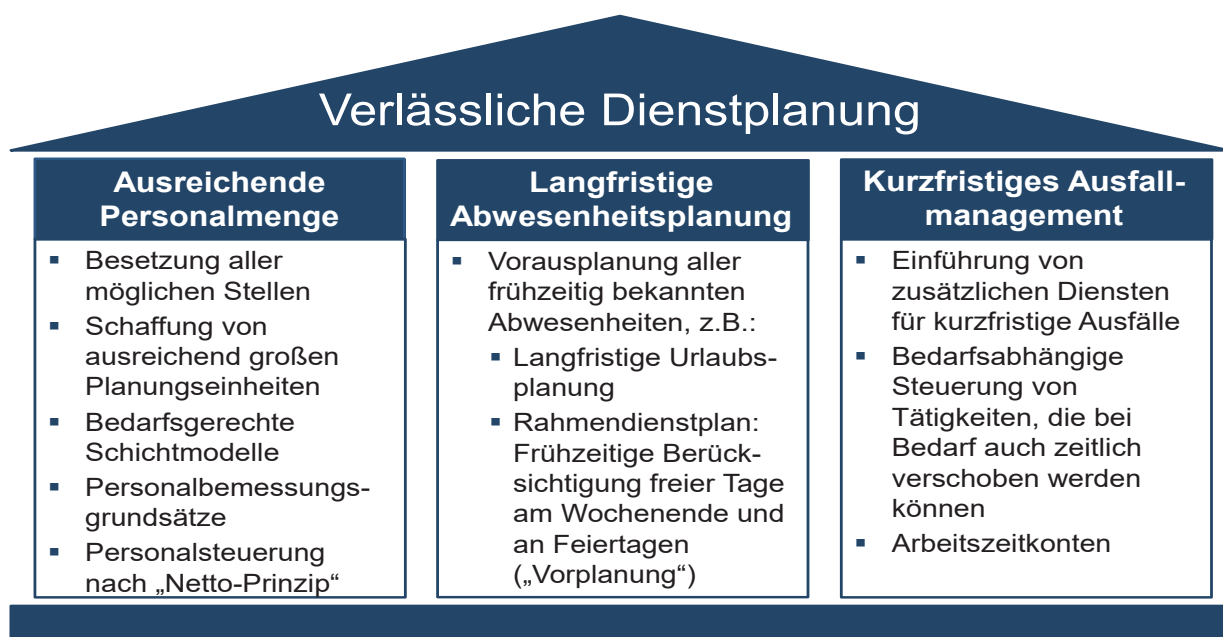 Verlässliche Dienstplanung
Ausreichende
Personalmenge
▪ Besetzung aller
möglichen Stellen
▪ Schaffung von
ausreichend großen
Planungseinheiten
▪ Bedarfsgerechte
Schichtmodelle
▪ Personalbemessungs-
grundsätze
▪ Personalsteuerung
nach „Netto-Prinzip“
Langfristige
Abwesenheitsplanung
▪ Vorausplanung aller
frühzeitig bekannten
Abwesenheiten, z.B.:
▪ Langfristige Urlaubs-
planung
▪ Rahmendienstplan:
Frühzeitige Berück-
sichtigung freier Tage
am Wochenende und
an Feiertagen
(„Vorplanung“)
Kurzfristiges Ausfall-
management
▪ Einführung von
zusätzlichen Diensten
für kurzfristige Ausfälle
▪ Bedarfsabhängige
Steuerung von
Tätigkeiten, die bei
Bedarf auch zeitlich
verschoben werden
können
▪ Arbeitszeitkonten